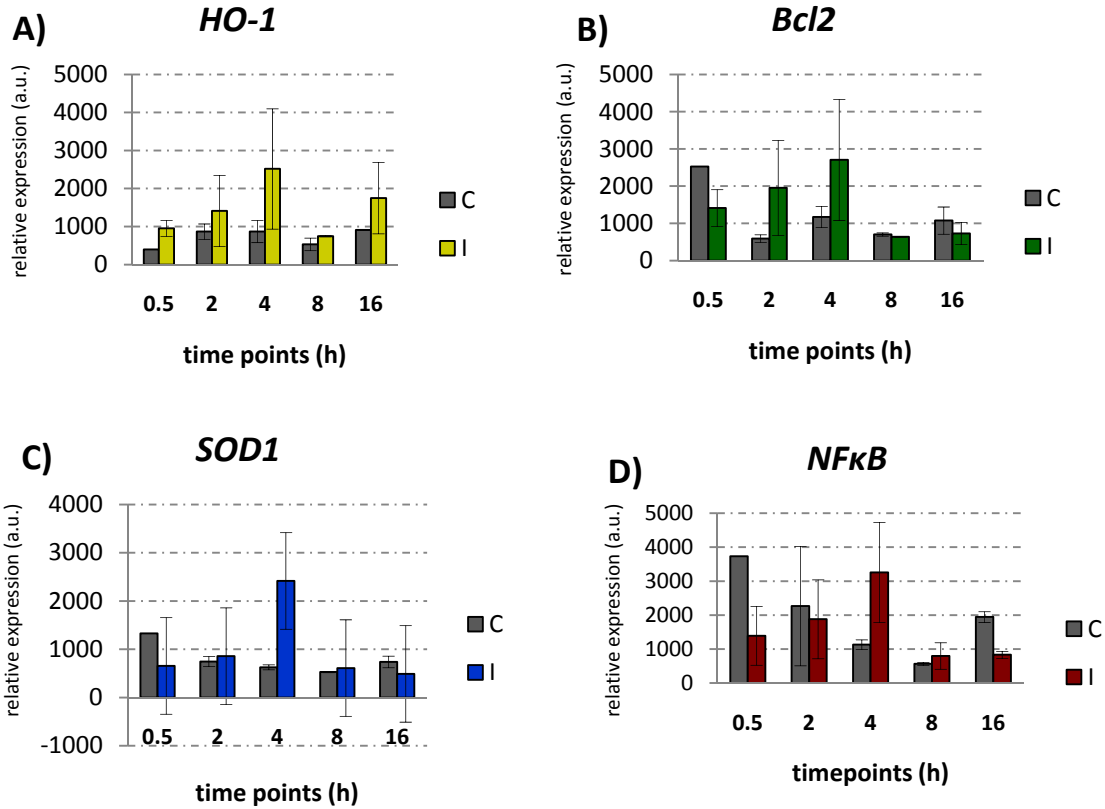 A)
HO-1
relative expression (a.u.)
5000
4000
3000
2000
1000
0
0.5 2 4 8 16
time points (h)
C
I
B)
Bcl2
relative expression (a.u.)
5000
4000
3000
2000
1000
0
0.5 2 4 8 16
time points (h)
C
I
C)
SOD1
relative expression (a.u.)
4000
3000
2000
1000
0
-1000
0.5 2 4 8 16
time points (h)
C
I
D)
NFκB
relative expression (a.u.)
5000
4000
3000
2000
1000
0
0.5 2 4 8 16
timepoints (h)
C
I